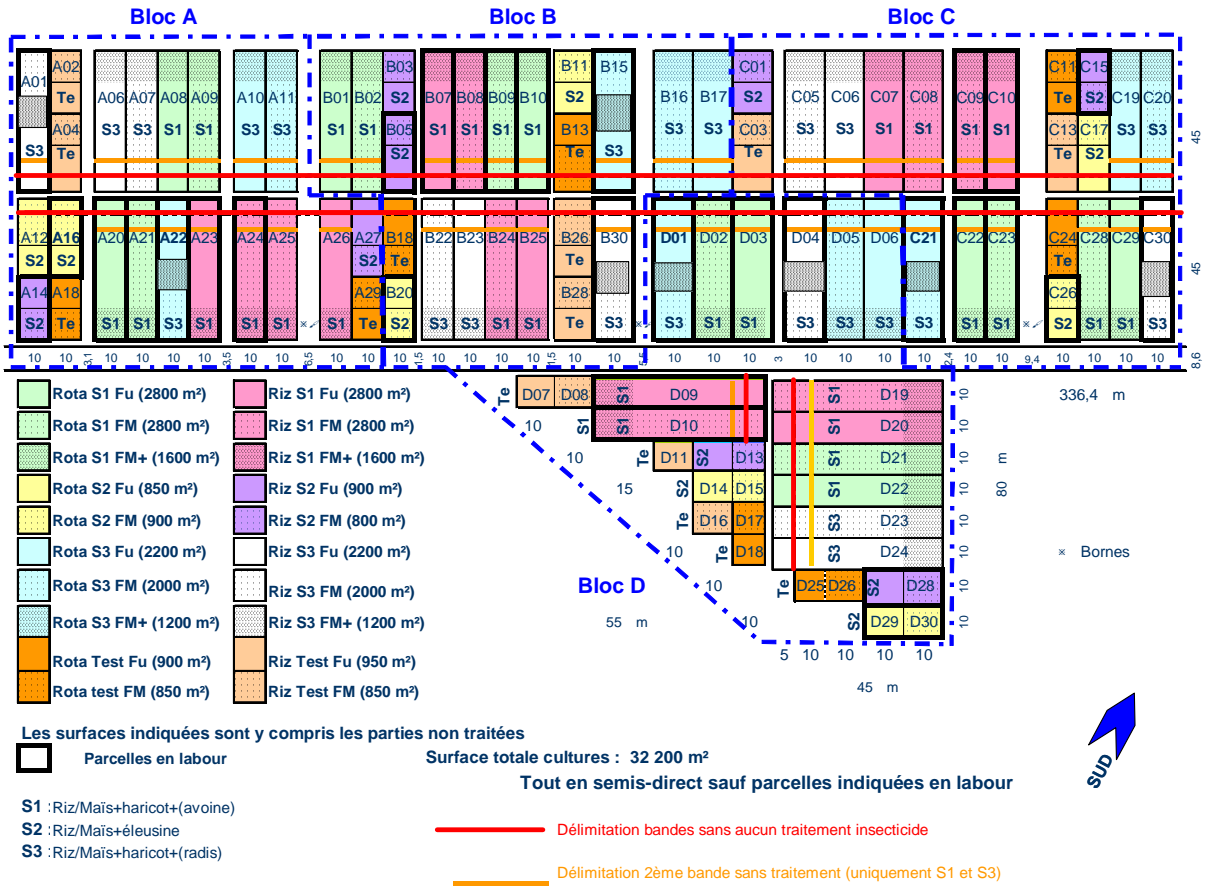 Bloc A Bloc B Bloc C
A01 A02 A06 A07 A08 A09 A10 A11 B01 B02 B03 B07 B08 B09 B10 B11 B15 B16 B17 C01 C05 C06 C07 C08 C09 C10 C11 C15 C19 C20
Te S2 S2 S2 Te S2
A04 B05 B13 C03 C13 C17
S3 Te S3 S3 S1 S1 S3 S3 S1 S1 S2 S1 S1 S1 S1 Te S3 S3 S3 Te S3 S3 S1 S1 S1 S1 Te S2 S3 S3
45
A12 A16 A20 A21 A22 A23 A24 A25 A26 A27 B18 B22 B23 B24 B25 B26 B30 D01 D02 D03 D04 D05 D06 C21 C22 C23 C24 C28 C29 C30
S2 S2 S2 Te Te Te
A14 A18 A29 B20 B28 C26
S2 Te S1 S1 S3 S1 S1 S1 ※ S1 Te S2 S3 S3 S1 S1 Te S3 ※ S3 S1 S1 S3 S3 S3 S3 S1 S1 ※ S2 S1 S1 S3
45
10 10 3,1 10 10 10 10 3,5 10 10 6,5 10 10 10 1,5 10 10 10 10 1,5 10 10 5,5 10 10 10 3 10 10 10 10 2,4 10 10 9,4 10 10 10 10 8,6
Rota S1 Fu (2800 m²) Riz S1 Fu (2800 m²)
Rota S1 FM (2800 m²) Riz S1 FM (2800 m²)
Rota S1 FM+ (1600 m²) Riz S1 FM+ (1600 m²)
Rota S2 Fu (850 m²) Riz S2 Fu (900 m²)
Rota S2 FM (900 m²) Riz S2 FM (800 m²)
Rota S3 Fu (2200 m²) Riz S3 Fu (2200 m²)
Rota S3 FM (2000 m²) Riz S3 FM (2000 m²)
Rota S3 FM+ (1200 m²) Riz S3 FM+ (1200 m²)
Rota Test Fu (900 m²) Riz Test Fu (950 m²)
Rota test FM (850 m²) Riz Test FM (850 m²)
D07 D08 S1 D09 S1 D19 10 336,4 m
10 S1 S1 D10 S1 D20 10
10 Te D11 S2 D13 S1 D21 10
15 S2 D14 D15 S1 D22 10 80 m
Te D16 D17 S3 D23 10
10 Te D18 S3 D24 10 ※ Bornes
Bloc D 10 Te D25 D26 S2 D28 10
55 m 10 S2 D29 D30 10
5 10 10 10 10
45 m
SUD
Les surfaces indiquées sont y compris les parties non traitées
Parcelles en labour
Surface totale cultures : 32 200 m²
Tout en semis-direct sauf parcelles indiquées en labour
S1 :Riz/Maïs+haricot+(avoine)
S2 :Riz/Maïs+éleusine
S3 :Riz/Maïs+haricot+(radis)
Délimitation bandes sans aucun traitement insecticide
Délimitation 2ème bande sans traitement (uniquement S1 et S3)